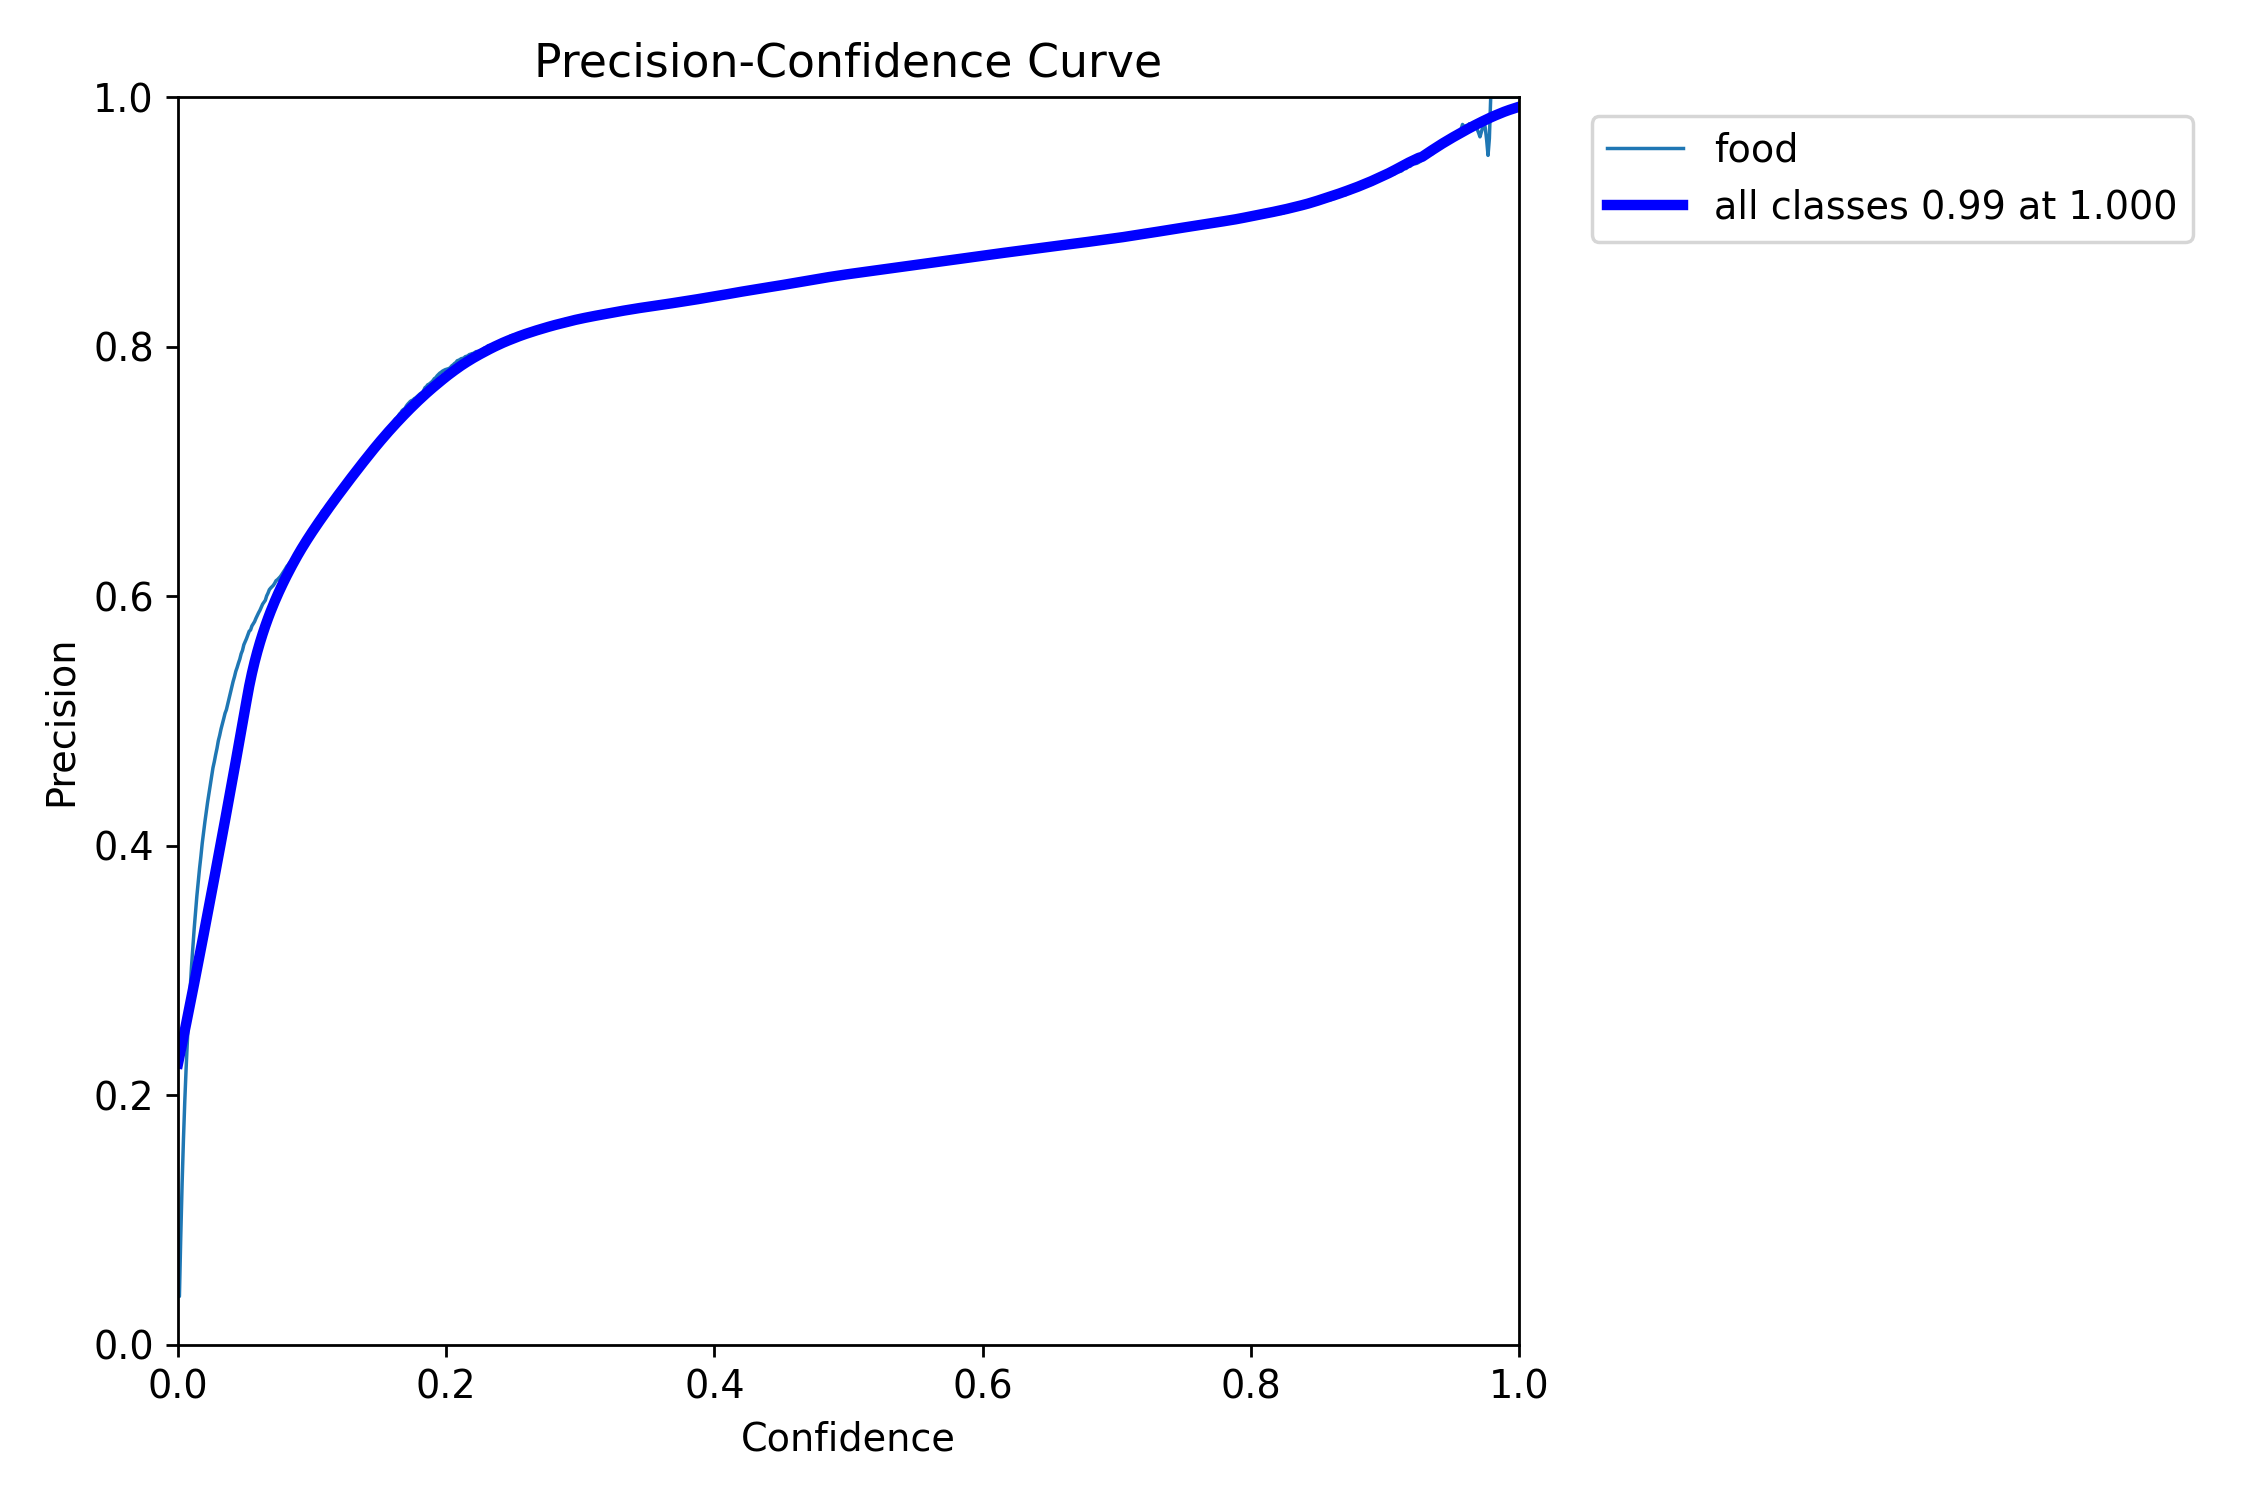 Precision-Confidence Curve
1.0
0.8
0.6
0.4
0.2
0.0
Precision
0.0 0.2 0.4 0.6 0.8 1.0
Confidence
food
all classes 0.99 at 1.000